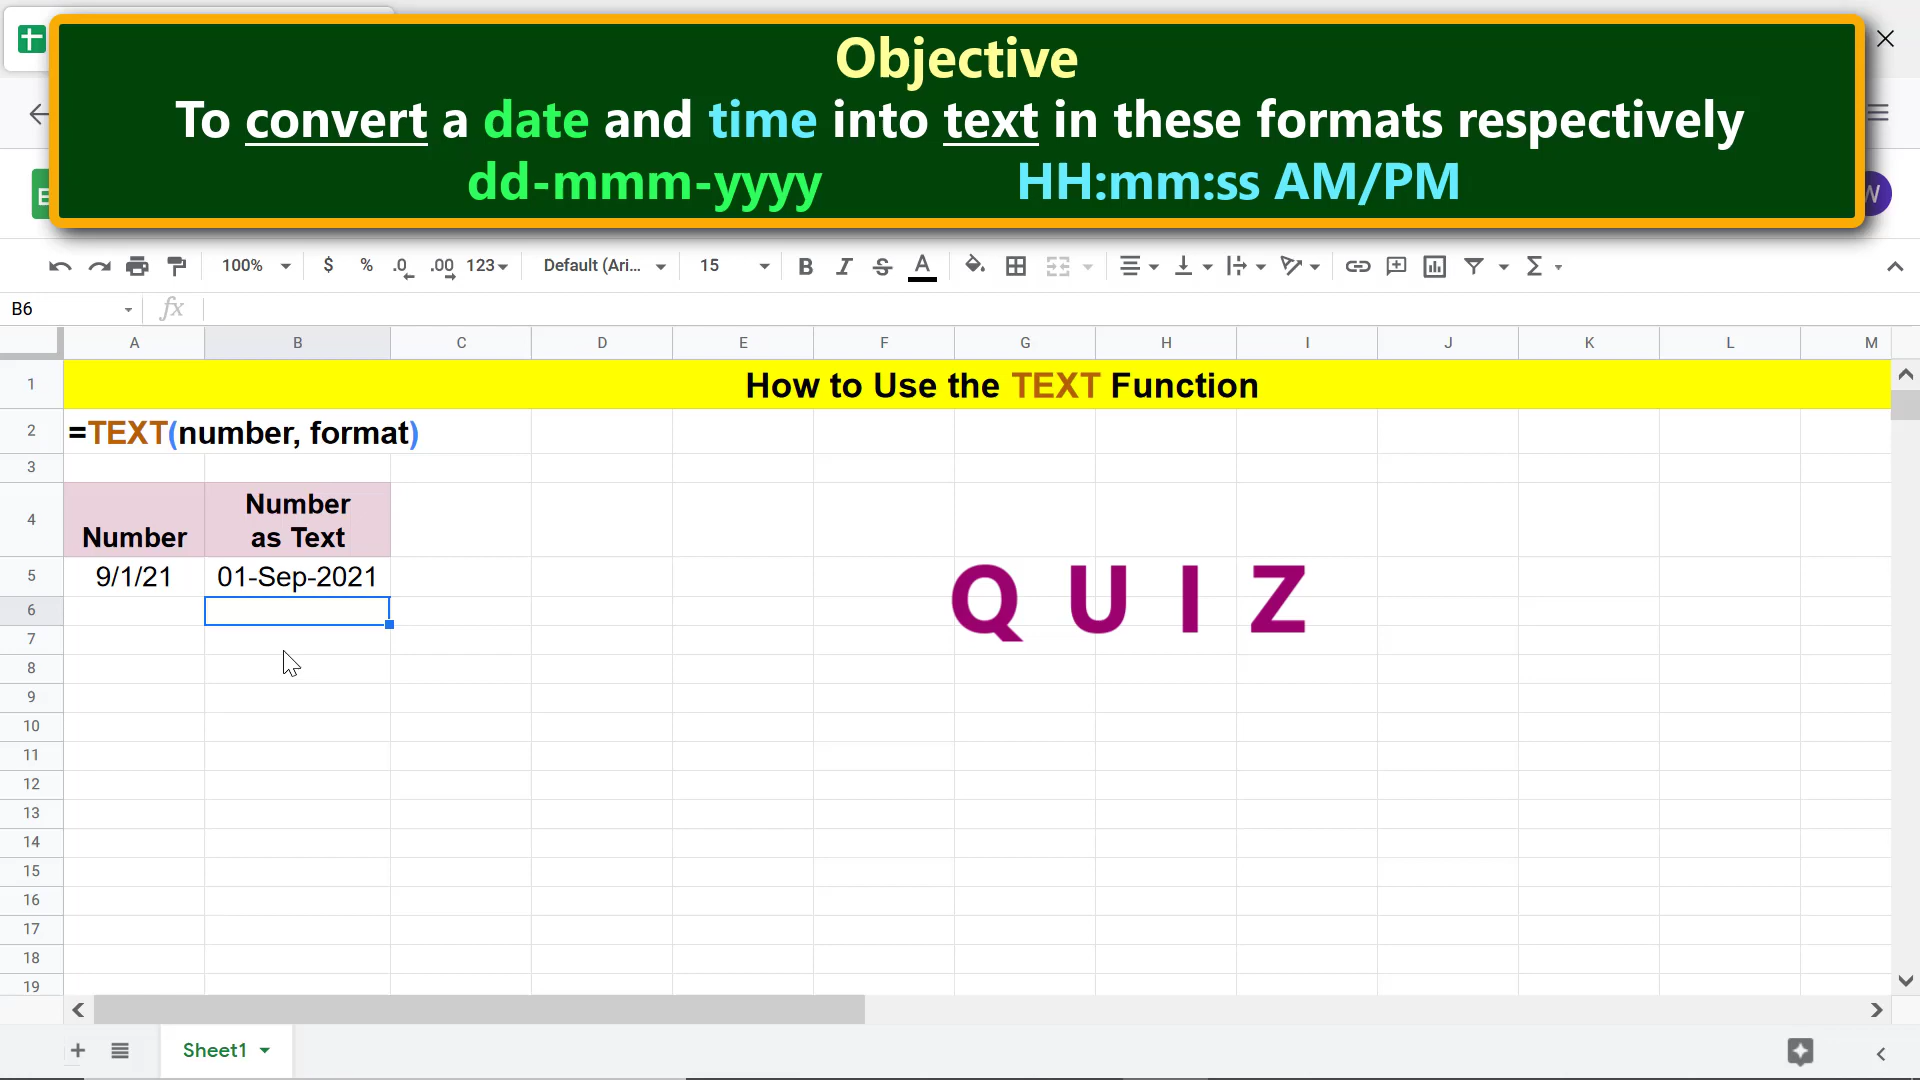 Objective
To convert a date and time into text in these formats respectively
dd-mmm-yyyy HH:mm:ss AM/PM
E
W
100% $ % .0 .00 123 Default (Ari... 15 B I S A Σ
B6 fx
A B C D E F G H I J K L M
1 How to Use the TEXT Function
2 =TEXT(number, format)
3
4 Number Number
as Text
5 9/1/21 01-Sep-2021
Q U I Z
6
7
8
9
10
11
12
13
14
15
16
17
18
19
+ Sheet1